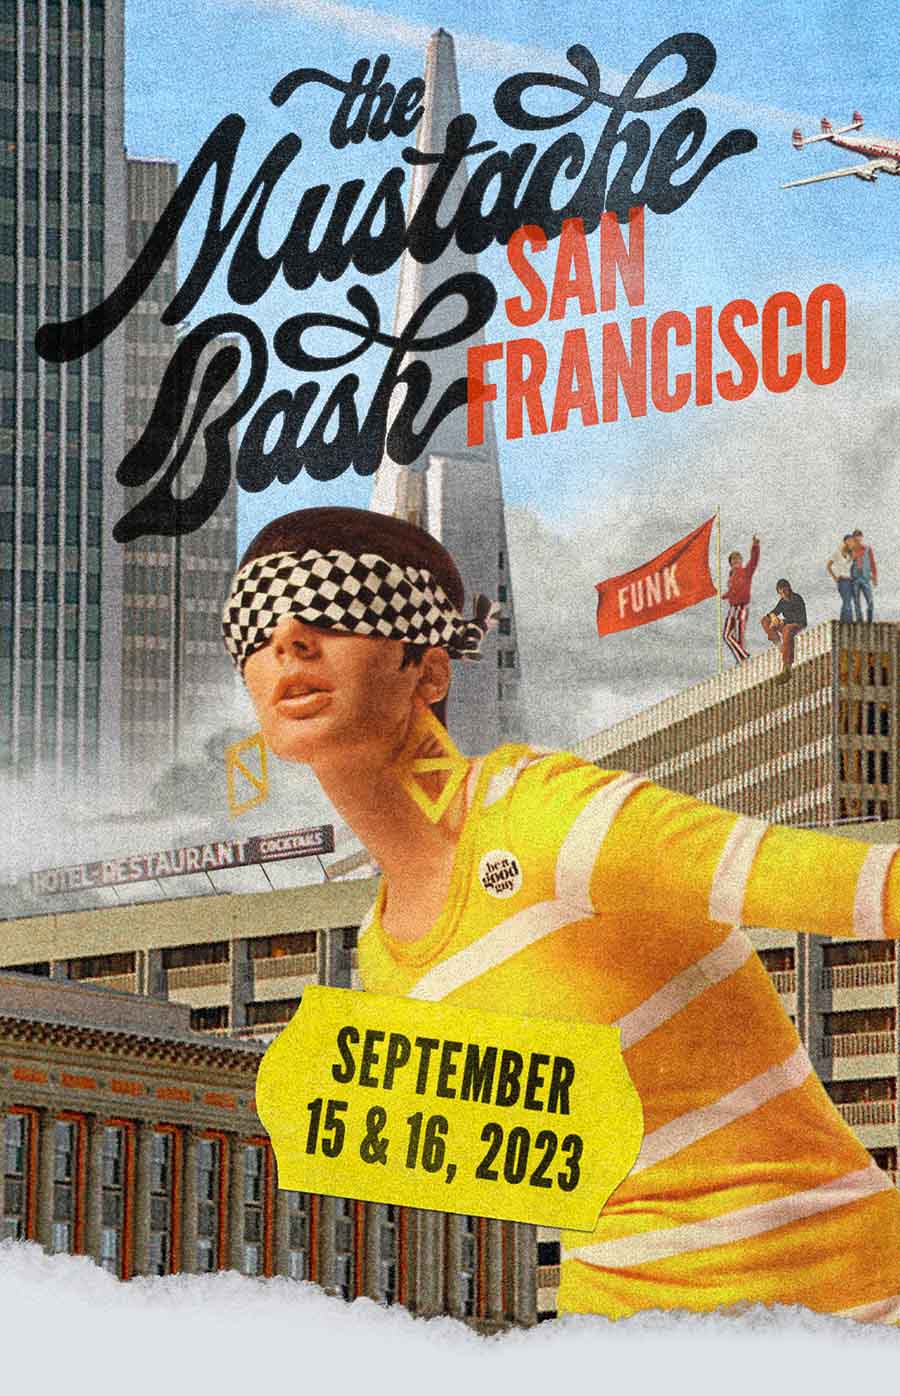 the
Mustache
Bash
SAN
FRANCISCO
FUNK
HOTEL-RESTAURANT COCKTAILS
be a
good
guy
SEPTEMBER
15 & 16, 2023